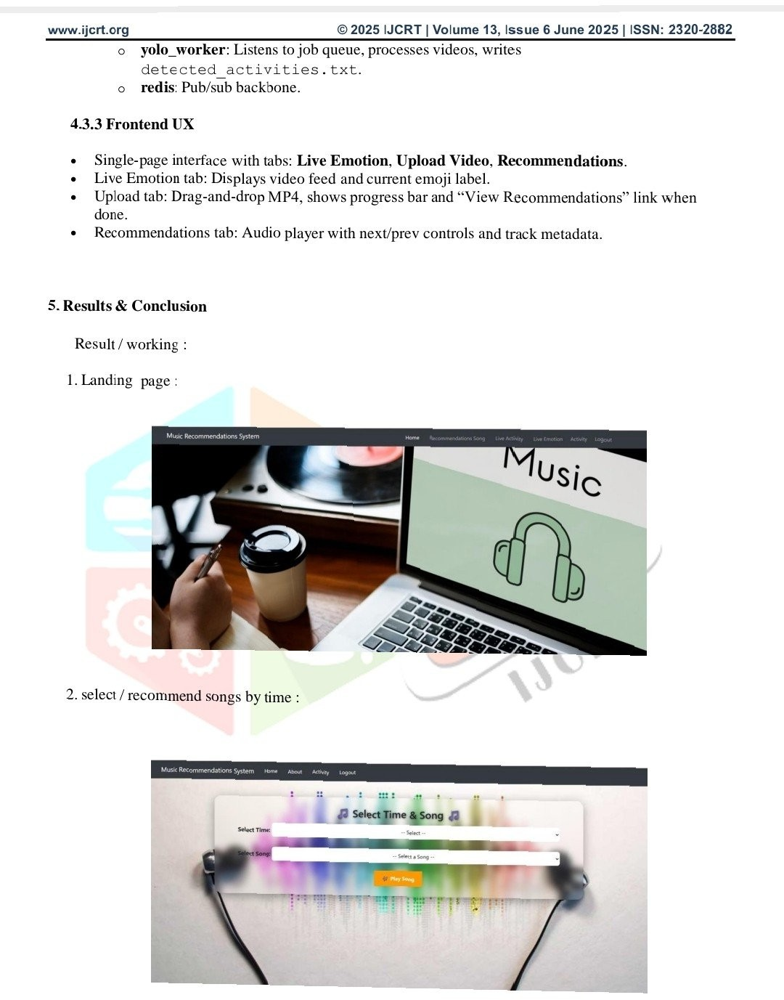 www.ijcrt.org © 2025 IJCRT | Volume 13, Issue 6 June 2025 | ISSN: 2320-2882
o yolo_worker: Listens to job queue, processes videos, writes
detected_activities.txt.
o redis: Pub/sub backbone.
4.3.3 Frontend UX
• Single-page interface with tabs: Live Emotion, Upload Video, Recommendations.
• Live Emotion tab: Displays video feed and current emoji label.
• Upload tab: Drag-and-drop MP4, shows progress bar and “View Recommendations” link when
done.
• Recommendations tab: Audio player with next/prev controls and track metadata.
5. Results & Conclusion
Result / working :
1. Landing page :
Music Recommendations System Home Recommendations Song Live Activity Live Emotion Activity Logout
Music
2. select / recommend songs by time :
Music Recommendations System Home About Activity Logout
Select Time & Song
Select Time: -- Select --
Select Song: -- Select a Song --
Play Song